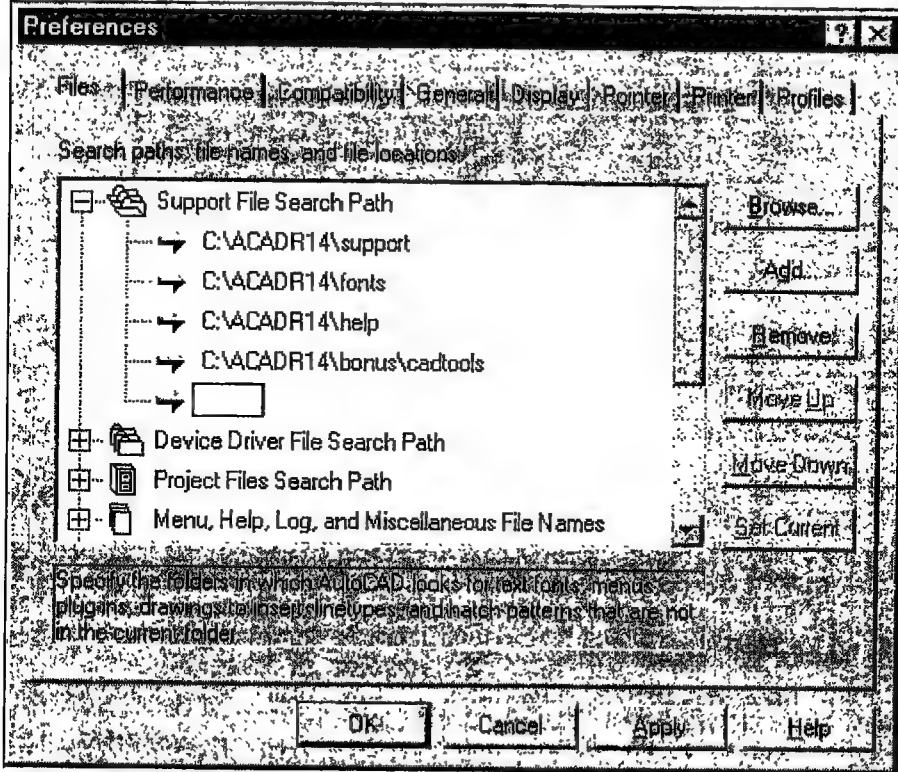 Preferences
Files Performance Compatibility General Display Pointer Printer Profiles
Search paths, file names, and file locations:
Support File Search Path
C:\ACADR14\support
C:\ACADR14\fonts
C:\ACADR14\help
C:\ACADR14\bonus\cadtools
Device Driver File Search Path
Project Files Search Path
Menu, Help, Log, and Miscellaneous File Names
Browse...
Add...
Remove
Move Up
Move Down
Set Current
Specify the folders in which AutoCAD looks for text fonts, menus,
plug-ins, drawings to insert, linetypes, and hatch patterns that are not
in the current folder.
OK Cancel Apply Help